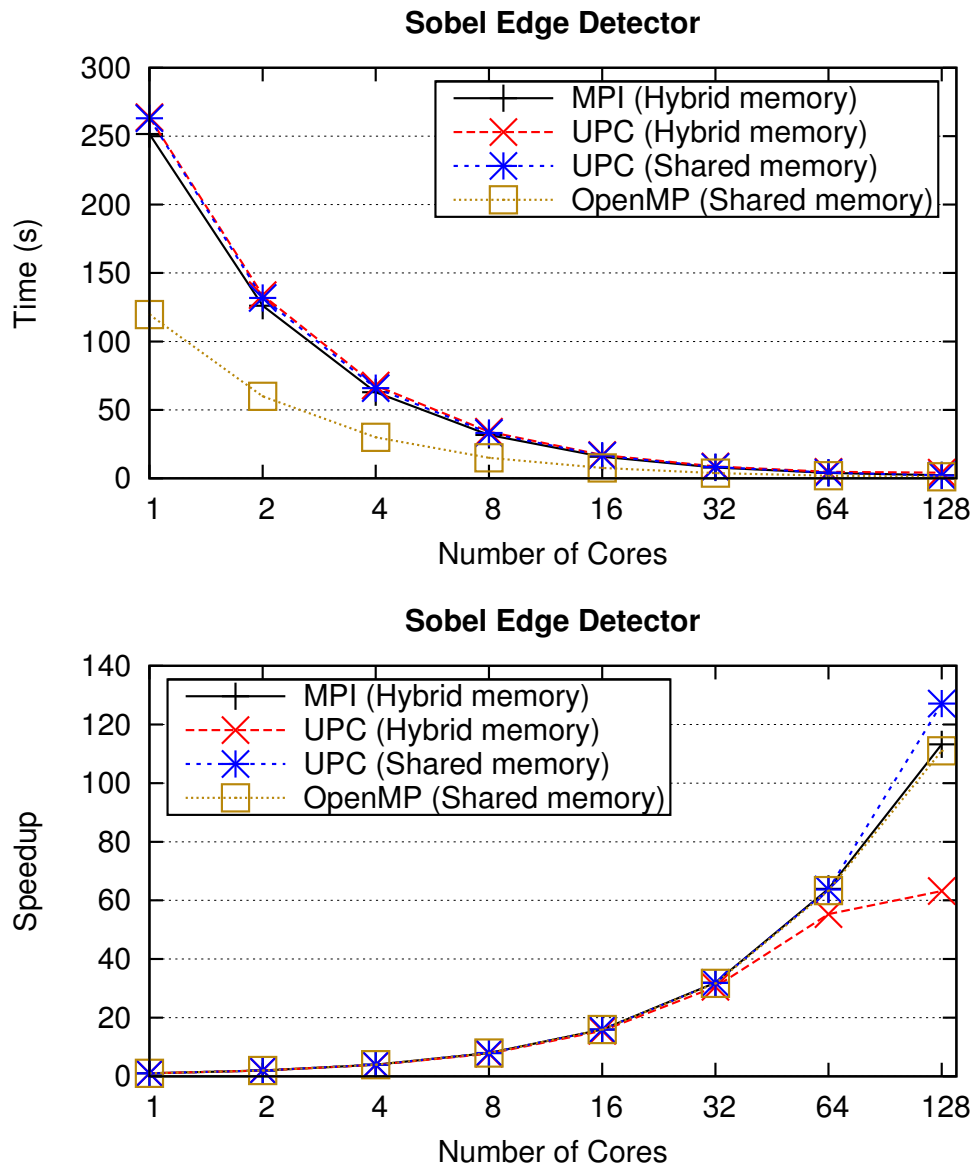 Sobel Edge Detector
300
250
200
150
100
50
0
Time (s)
MPI (Hybrid memory)
UPC (Hybrid memory)
UPC (Shared memory)
OpenMP (Shared memory)
1 2 4 8 16 32 64 128
Number of Cores
Sobel Edge Detector
140
120
100
80
60
40
20
0
Speedup
MPI (Hybrid memory)
UPC (Hybrid memory)
UPC (Shared memory)
OpenMP (Shared memory)
1 2 4 8 16 32 64 128
Number of Cores